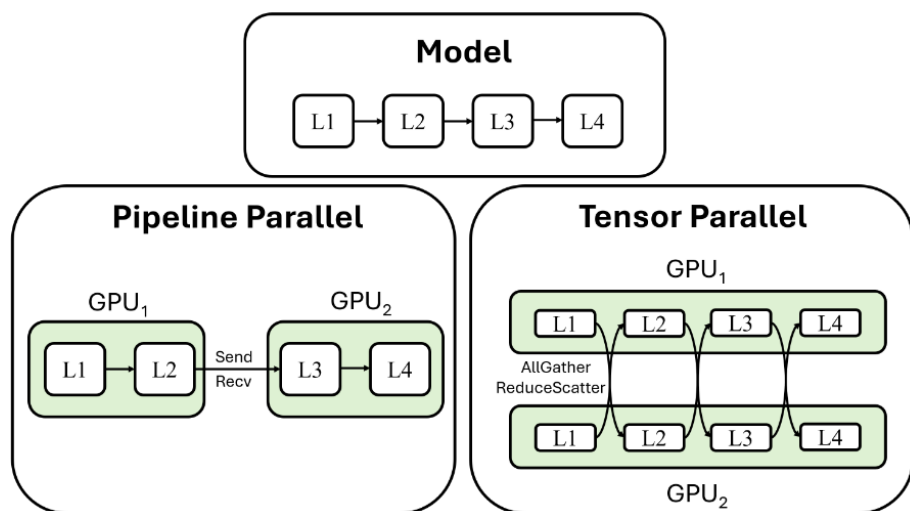 Model
L1 L2 L3 L4
Pipeline Parallel
GPU1 GPU2
L1 L2 Send Recv L3 L4
Tensor Parallel
GPU1
L1 L2 L3 L4
AllGather
ReduceScatter
L1 L2 L3 L4
GPU2